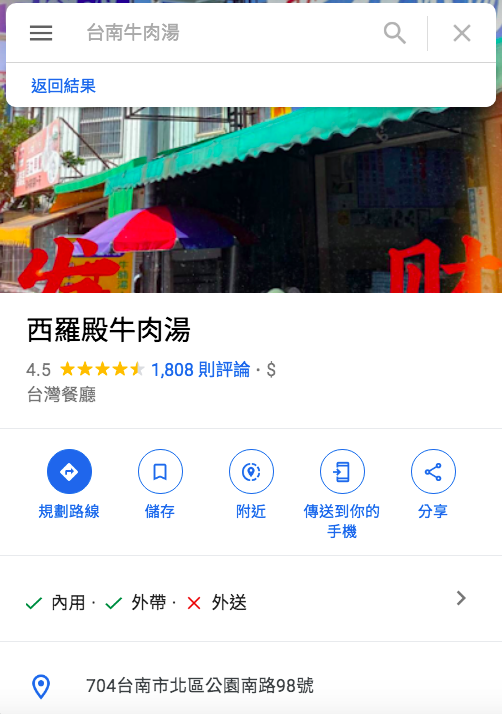 台南牛肉湯
返回結果
发 财
西羅殿牛肉湯
4.5 1,808 則評論 · $
台灣餐廳
規劃路線 儲存 附近 傳送到你的手機 分享
內用 · 外帶 · 外送
704台南市北區公園南路98號